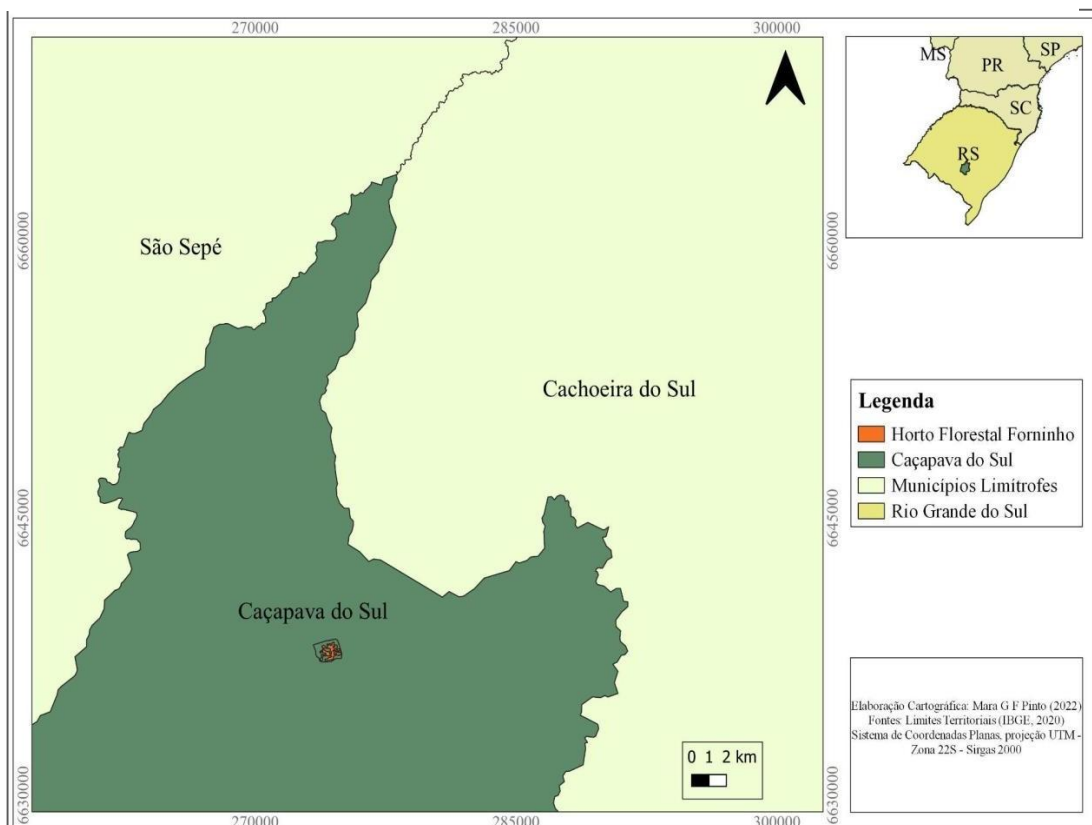 270000
285000
300000
6660000
6660000
6645000
6645000
6630000
6630000
270000
285000
300000
São Sepé
Cachoeira do Sul
Caçapava do Sul
0 1 2 km
MS
PR
SP
SC
RS
Legenda
Horto Florestal Forninho
Caçapava do Sul
Municípios Limítrofes
Rio Grande do Sul
Elaboração Cartográfica: Mara G F Pinto (2022)
Fontes: Limites Territoriais (IBGE, 2020)
Sistema de Coordenadas Planas, projeção UTM -
Zona 22S - Sirgas 2000